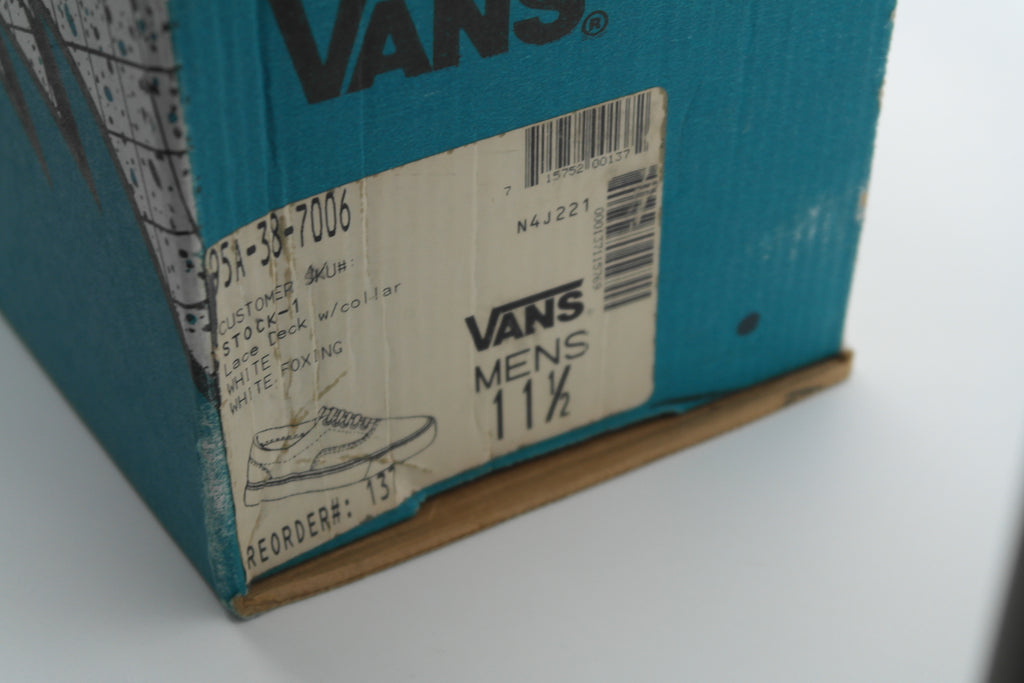 VANS®
7 15752 00137
N4J221
95A-38-7006
CUSTOMER SKU#:
STOCK-1
Lace Deck w/collar
WHITE
WHITE FOXING
VANS
MENS
11½
REORDER#: 137